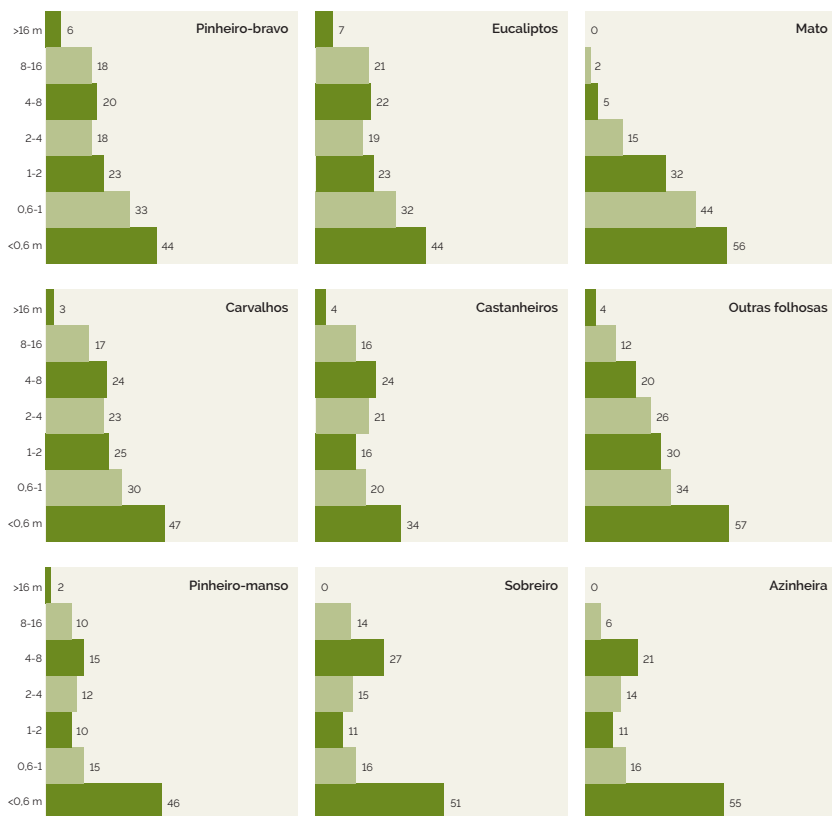 >16 m 6 Pinheiro-bravo 7 Eucaliptos 0 Mato
8-16 18 21 2
4-8 20 22 5
2-4 18 19 15
1-2 23 23 32
0,6-1 33 32 44
<0,6 m 44 44 56
>16 m 3 Carvalhos 4 Castanheiros 4 Outras folhosas
8-16 17 16 12
4-8 24 24 20
2-4 23 21 26
1-2 25 16 30
0,6-1 30 20 34
<0,6 m 47 34 57
>16 m 2 Pinheiro-manso 0 Sobreiro 0 Azinheira
8-16 10 14 6
4-8 15 27 21
2-4 12 15 14
1-2 10 11 11
0,6-1 15 16 16
<0,6 m 46 51 55